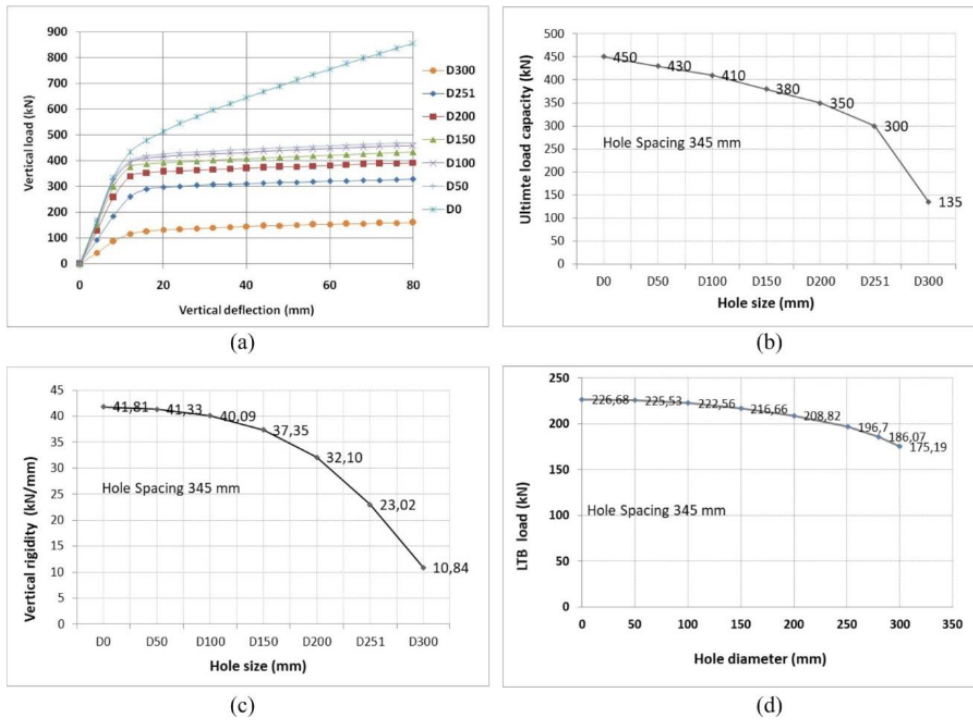 900
800
700
600
500
400
300
200
100
0
Vertical load (kN)
0 20 40 60 80
Vertical deflection (mm)
D300
D251
D200
D150
D100
D50
D0
(a)
500
450
400
350
300
250
200
150
100
50
0
Ultimte load capacity (kN)
450
430
410
380
350
300
135
Hole Spacing 345 mm
D0 D50 D100 D150 D200 D251 D300
Hole size (mm)
(b)
45
40
35
30
25
20
15
10
5
0
Vertical rigidity (kN/mm)
41,81
41,33
40,09
37,35
32,10
23,02
10,84
Hole Spacing 345 mm
D0 D50 D100 D150 D200 D251 D300
Hole size (mm)
(c)
250
200
150
100
50
0
LTB load (kN)
226,68
225,53
222,56
216,66
208,82
196,7
186,07
175,19
Hole Spacing 345 mm
0 50 100 150 200 250 300 350
Hole diameter (mm)
(d)